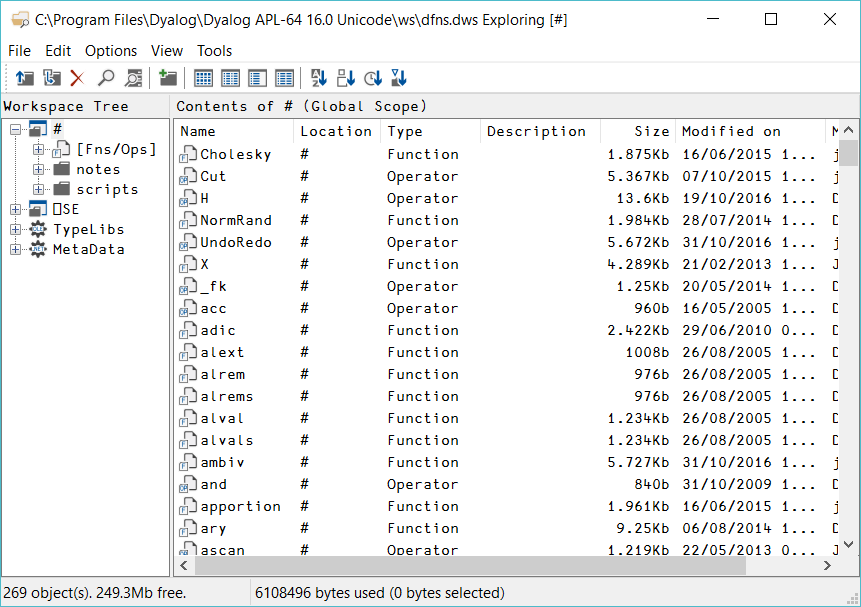 C:\Program Files\Dyalog\Dyalog APL-64 16.0 Unicode\ws\dfns.dws Exploring [#]
File Edit Options View Tools
Workspace Tree
#
[Fns/Ops]
notes
scripts
⎕SE
TypeLibs
MetaData
Contents of # (Global Scope)
Name Location Type Description Size Modified on
Cholesky # Function 1.875Kb 16/06/2015 1... j
Cut # Operator 5.367Kb 07/10/2015 1... j
H # Operator 13.6Kb 19/10/2016 1...
NormRand # Function 1.984Kb 28/07/2014 1...
UndoRedo # Operator 5.672Kb 31/10/2016 1... j
X # Function 4.289Kb 21/02/2013 1... J
_fk # Operator 1.25Kb 20/05/2014 1...
acc # Operator 960b 16/05/2005 1...
adic # Function 2.422Kb 29/06/2010 0...
alext # Function 1008b 26/08/2005 1...
alrem # Function 976b 26/08/2005 1...
alrems # Function 976b 26/08/2005 1...
alval # Function 1.234Kb 26/08/2005 1...
alvals # Function 1.234Kb 26/08/2005 1...
ambiv # Function 5.727Kb 31/10/2016 1... j
and # Operator 840b 31/10/2009 1...
apportion # Function 1.961Kb 16/06/2015 1... j
ary # Function 9.25Kb 06/08/2014 1...
ascan # Operator 1.219Kb 22/05/2013 0... J
269 object(s). 249.3Mb free.
6108496 bytes used (0 bytes selected)